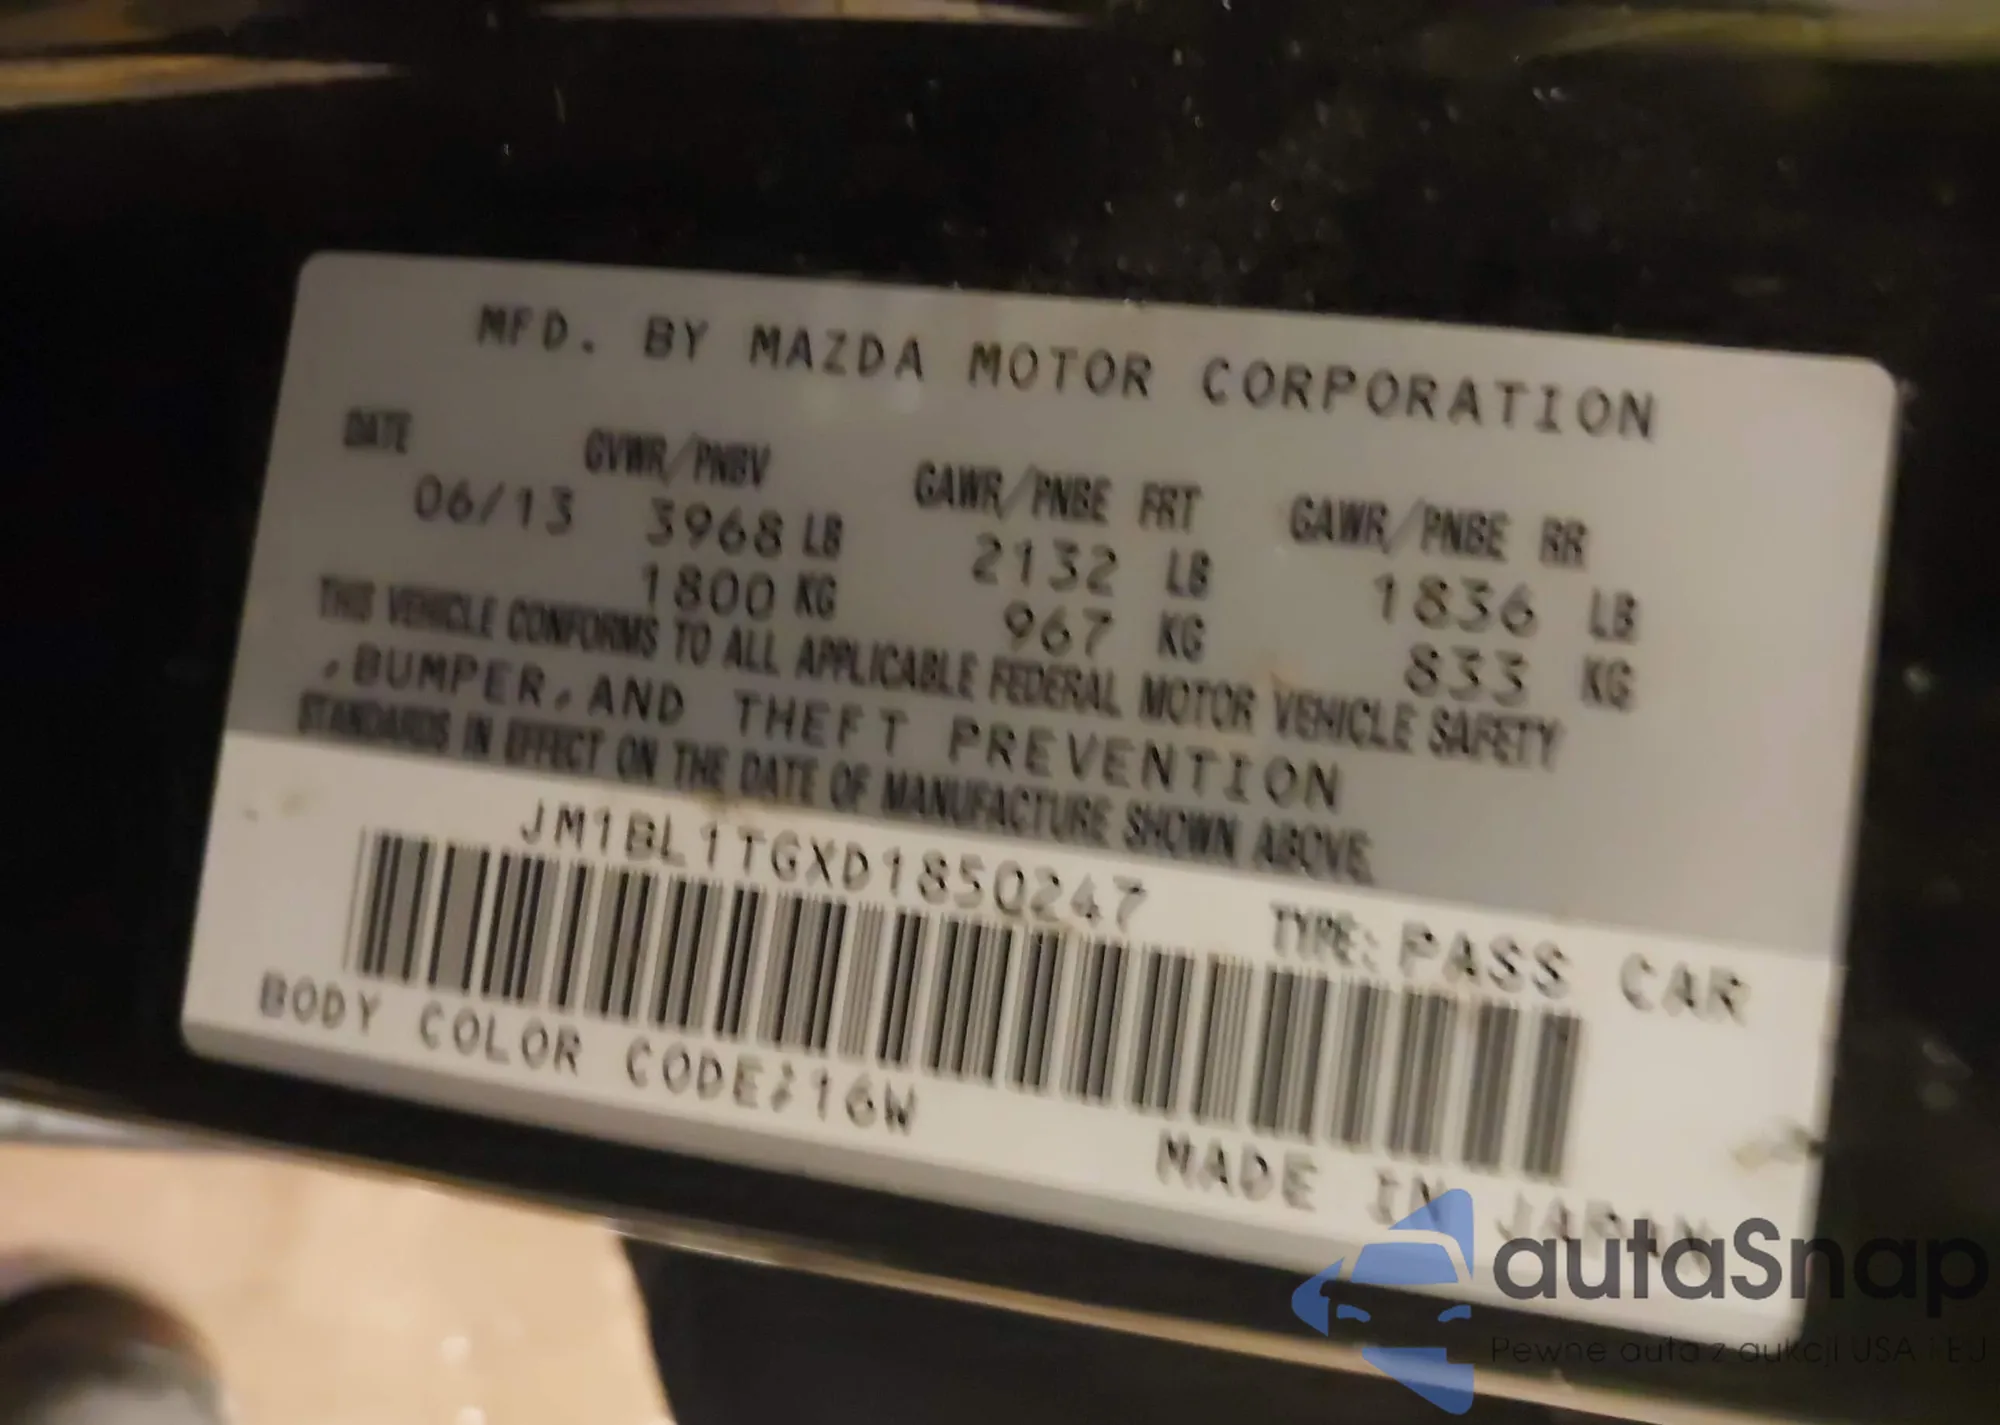 MFD. BY MAZDA MOTOR CORPORATION
DATE GVWR/PNBV GAWR/PNBE FRT GAWR/PNBE RR
06/13 3968 LB 2132 LB 1836 LB
1800 KG 967 KG 833 KG
THIS VEHICLE CONFORMS TO ALL APPLICABLE FEDERAL MOTOR VEHICLE SAFETY
,BUMPER,AND THEFT PREVENTION
STANDARDS IN EFFECT ON THE DATE OF MANUFACTURE SHOWN ABOVE.
JM1BL1TGXD1850247 TYPE: PASS CAR
BODY COLOR CODE:16W
MADE IN JAPAN
autaSnap
Pewne auta z aukcji USA i EU